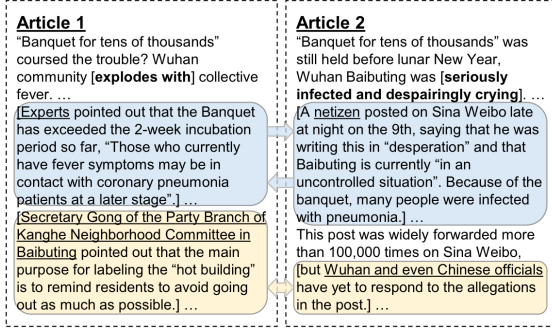 Article 1
“Banquet for tens of thousands”
coursed the trouble? Wuhan
community [explodes with] collective
fever. …
[Experts pointed out that the Banquet
has exceeded the 2-week incubation
period so far, “Those who currently
have fever symptoms may be in
contact with coronary pneumonia
patients at a later stage”.] …
[Secretary Gong of the Party Branch of
Kanghe Neighborhood Committee in
Baibuting pointed out that the main
purpose for labeling the “hot building”
is to remind residents to avoid going
out as much as possible.] …
Article 2
“Banquet for tens of thousands” was
still held before lunar New Year,
Wuhan Baibuting was [seriously
infected and despairingly crying]. …
[A netizen posted on Sina Weibo late
at night on the 9th, saying that he was
writing this in “desperation” and that
Baibuting is currently “in an
uncontrolled situation”. Because of the
banquet, many people were infected
with pneumonia.] …
This post was widely forwarded more
than 100,000 times on Sina Weibo,
[but Wuhan and even Chinese officials
have yet to respond to the allegations
in the post.] …